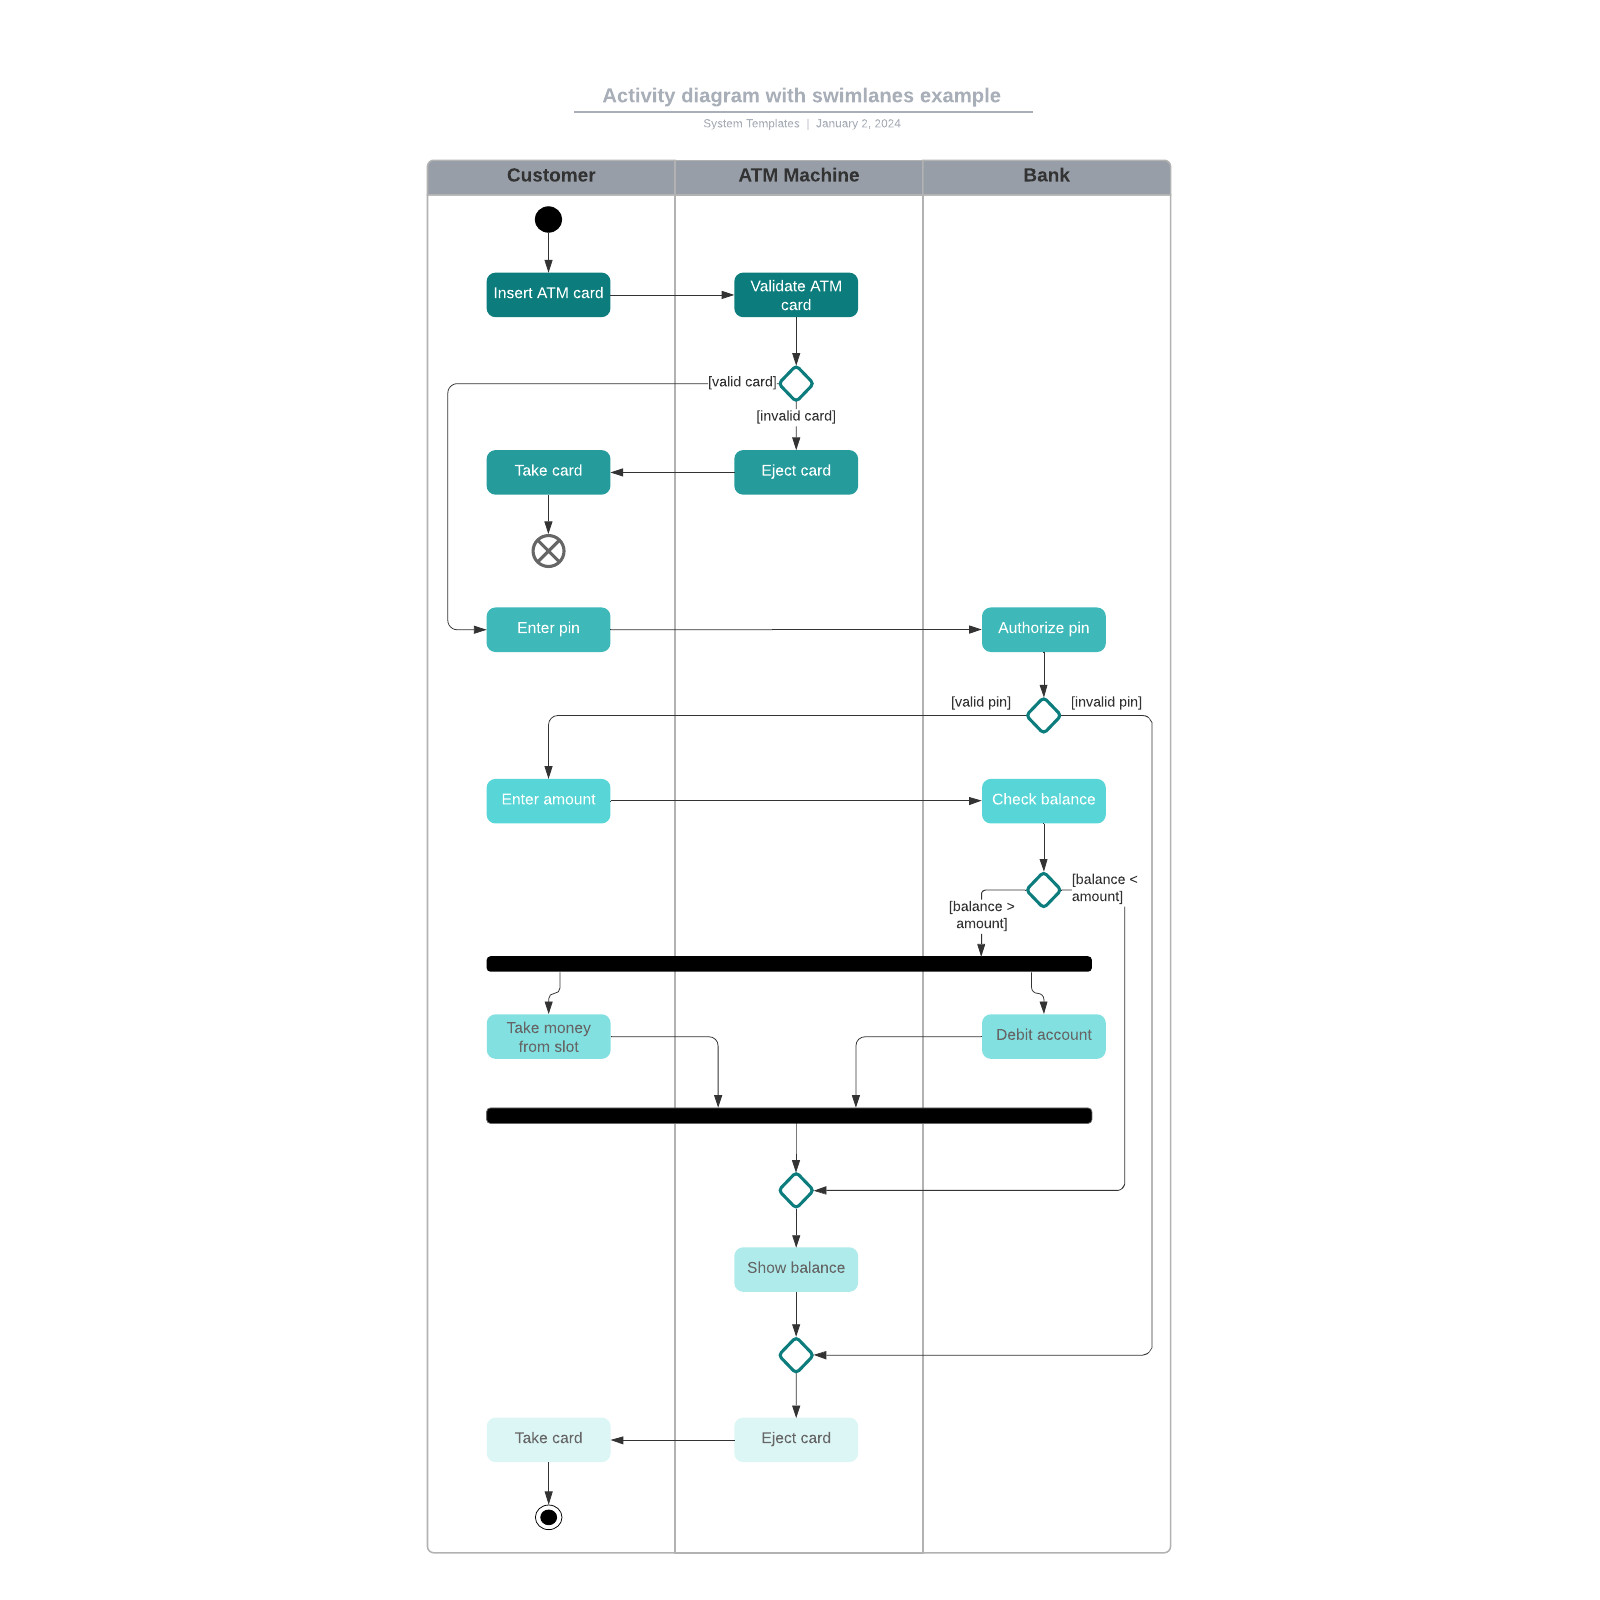 Activity diagram with swimlanes example
System Templates | January 2, 2024
Customer
ATM Machine
Bank
Insert ATM card
Validate ATM
card
[valid card]
[invalid card]
Take card
Eject card
Enter pin
Authorize pin
[valid pin]
[invalid pin]
Enter amount
Check balance
[balance <
amount]
[balance >
amount]
Take money
from slot
Debit account
Show balance
Take card
Eject card